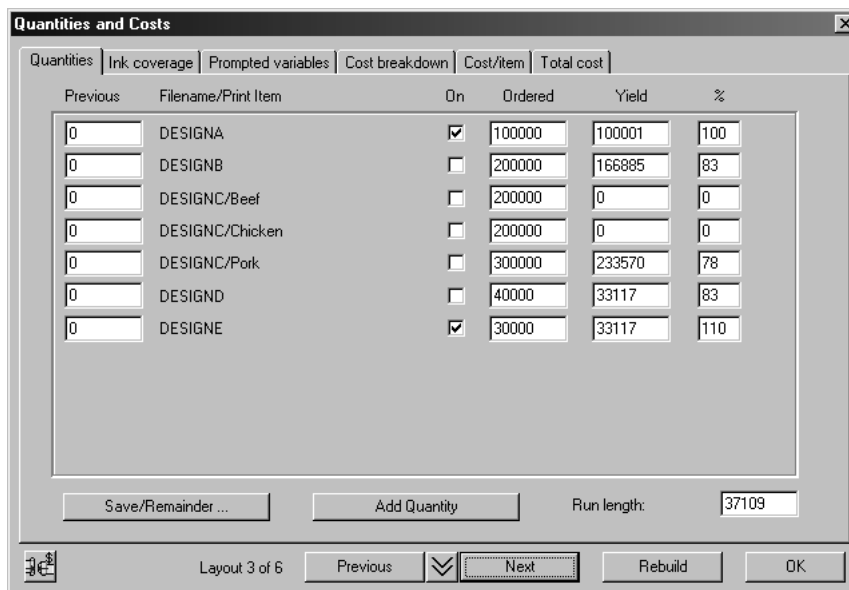 Quantities and Costs
Quantities Ink coverage Prompted variables Cost breakdown Cost/item Total cost
Previous Filename/Print Item On Ordered Yield %
0 DESIGNA 100000 100001 100
0 DESIGNB 200000 166885 83
0 DESIGNC/Beef 200000 0 0
0 DESIGNC/Chicken 200000 0 0
0 DESIGNC/Pork 300000 233570 78
0 DESIGND 40000 33117 83
0 DESIGNE 30000 33117 110
Save/Remainder ... Add Quantity Run length: 37109
Layout 3 of 6 Previous Next Rebuild OK